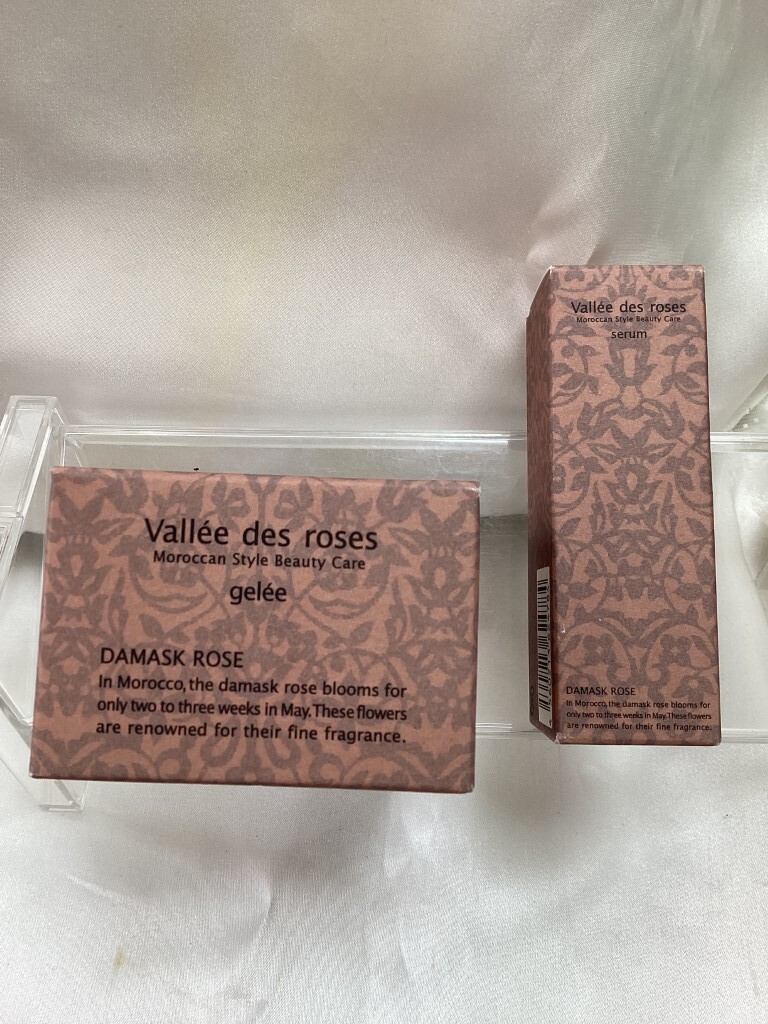 Vallée des roses
Moroccan Style Beauty Care
gelée
DAMASK ROSE
In Morocco, the damask rose blooms for
only two to three weeks in May. These flowers
are renowned for their fine fragrance.
Vallée des roses
Moroccan Style Beauty Care
serum
DAMASK ROSE
In Morocco, the damask rose blooms for
only two to three weeks in May. These flowers
are renowned for their fine fragrance.